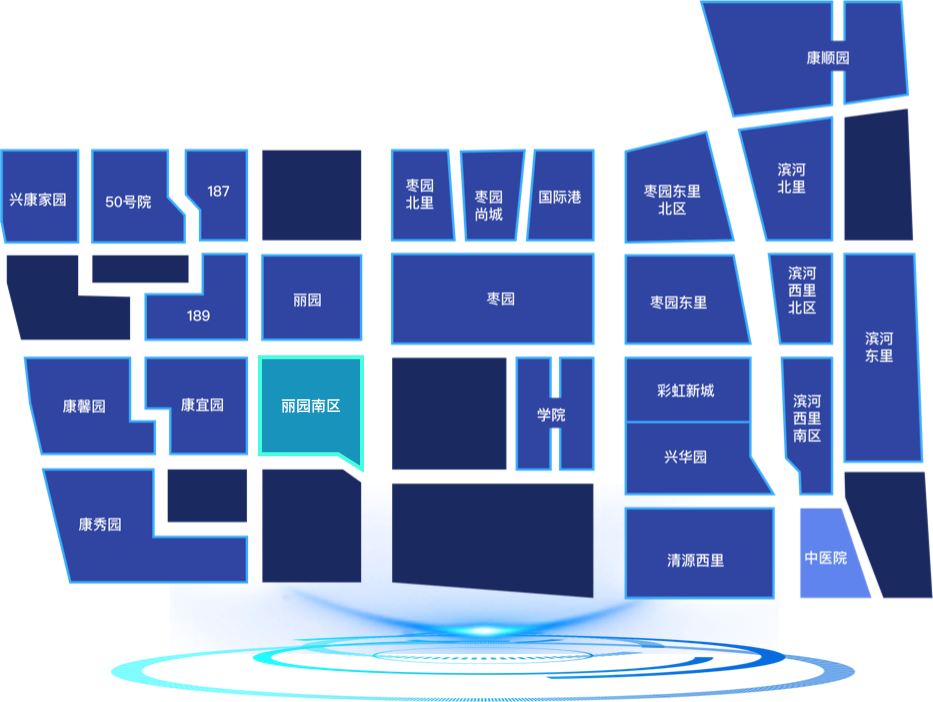 康顺园
兴康家园
50号院
187
枣园
北里
枣园
尚城
国际港
枣园东里
北区
滨河
北里
189
丽园
枣园
枣园东里
滨河
西里
北区
滨河
东里
康馨园
康宜园
丽园南区
学院
彩虹新城
兴华园
滨河
西里
南区
康秀园
清源西里
中医院